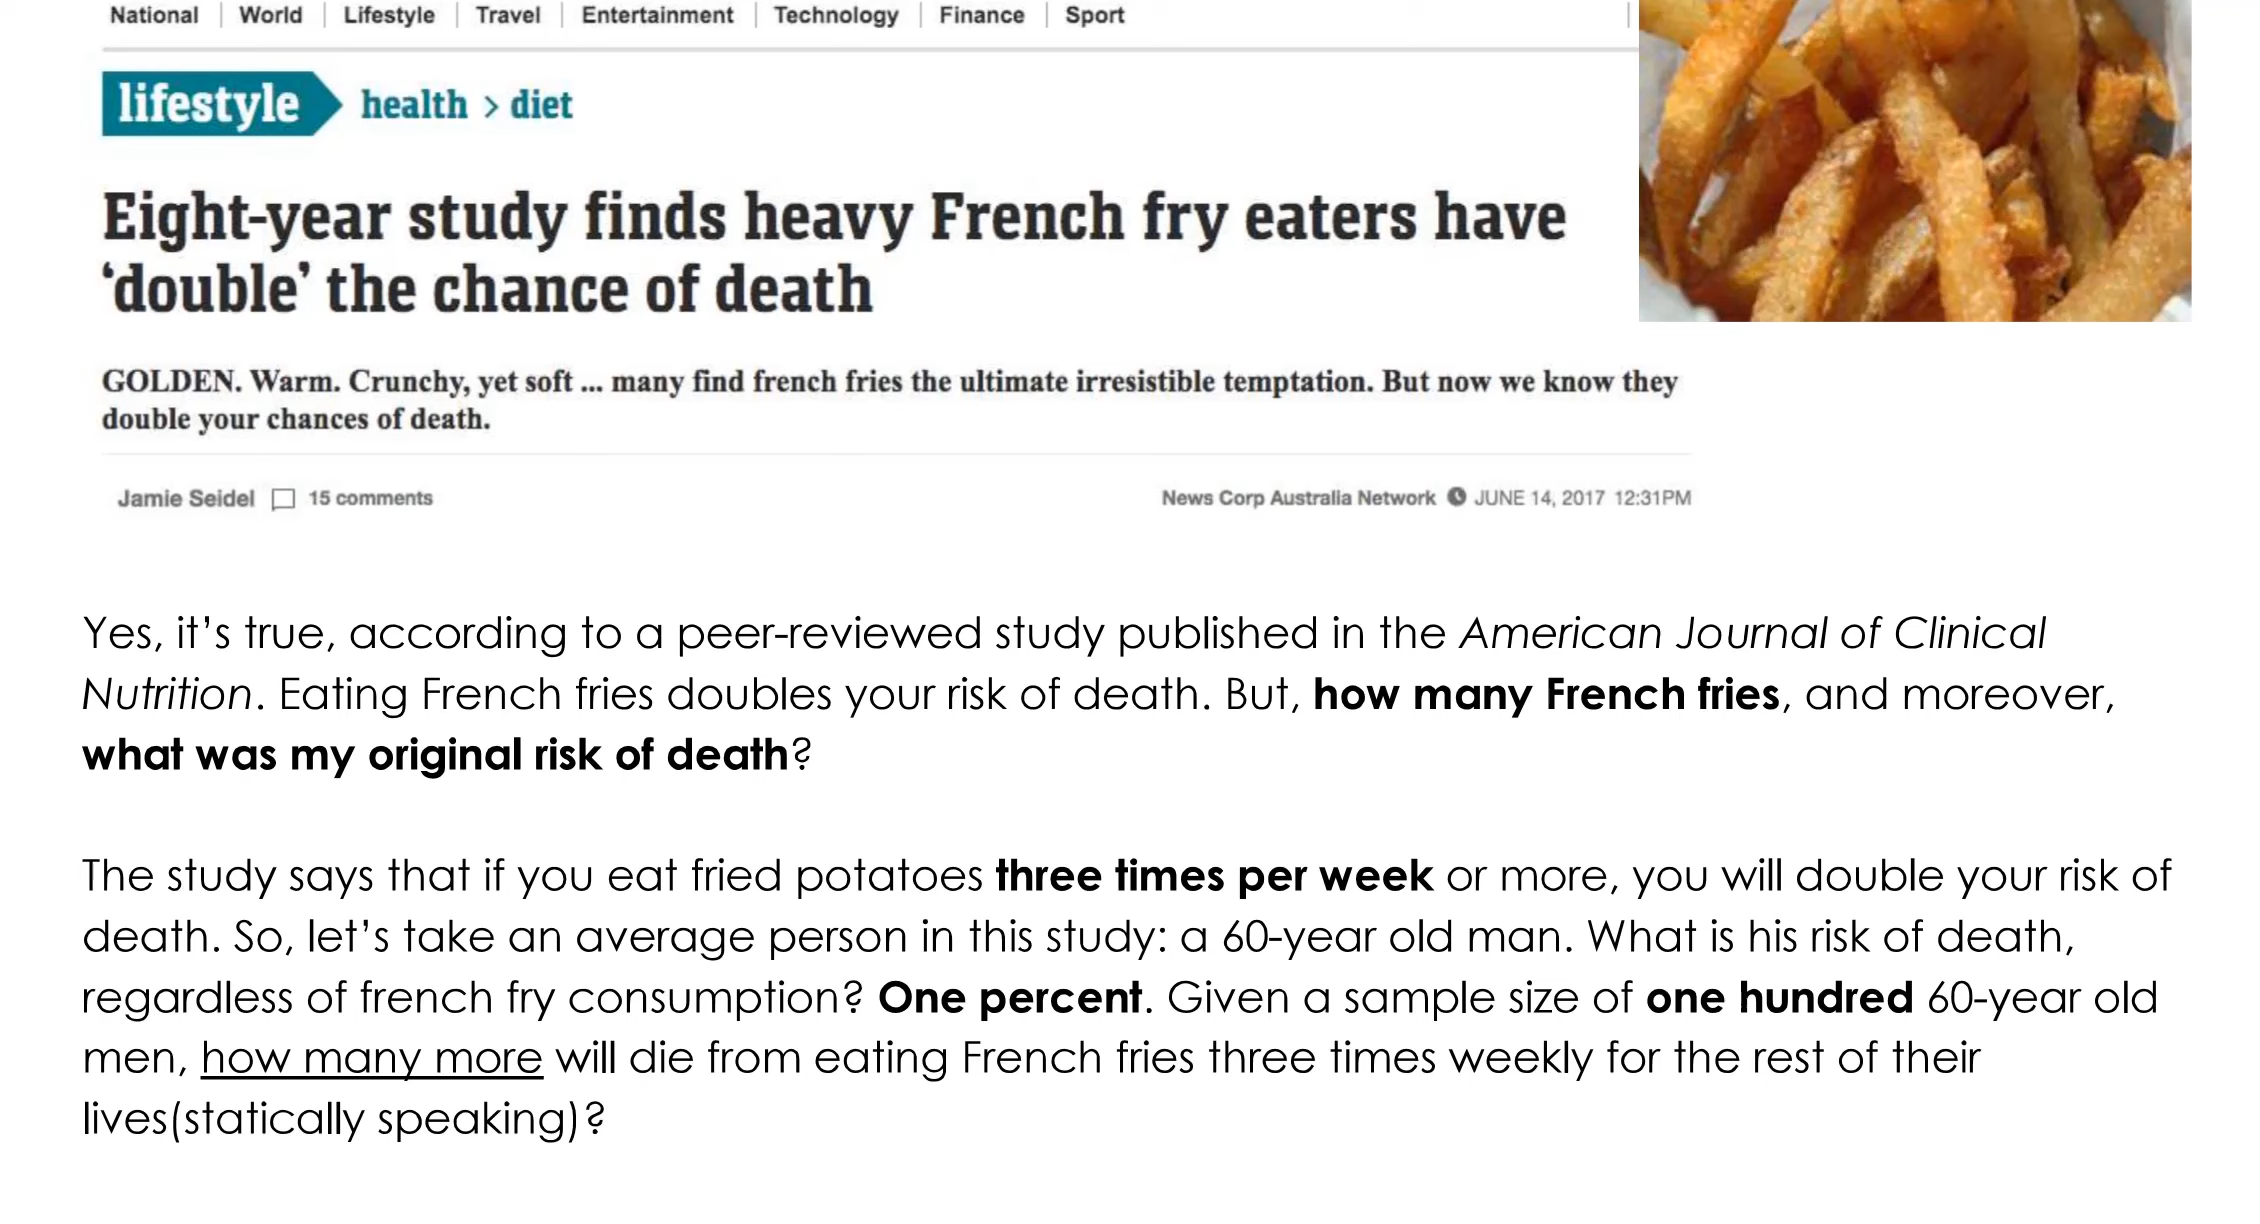 National | World | Lifestyle | Travel | Entertainment | Technology | Finance | Sport
lifestyle health > diet
Eight-year study finds heavy French fry eaters have
‘double’ the chance of death
GOLDEN. Warm. Crunchy, yet soft ... many find french fries the ultimate irresistible temptation. But now we know they
double your chances of death.
Jamie Seidel 15 comments News Corp Australia Network JUNE 14, 2017 12:31PM
Yes, it’s true, according to a peer-reviewed study published in the American Journal of Clinical
Nutrition. Eating French fries doubles your risk of death. But, how many French fries, and moreover,
what was my original risk of death?
The study says that if you eat fried potatoes three times per week or more, you will double your risk of
death. So, let’s take an average person in this study: a 60-year old man. What is his risk of death,
regardless of french fry consumption? One percent. Given a sample size of one hundred 60-year old
men, how many more will die from eating French fries three times weekly for the rest of their
lives(statically speaking)?